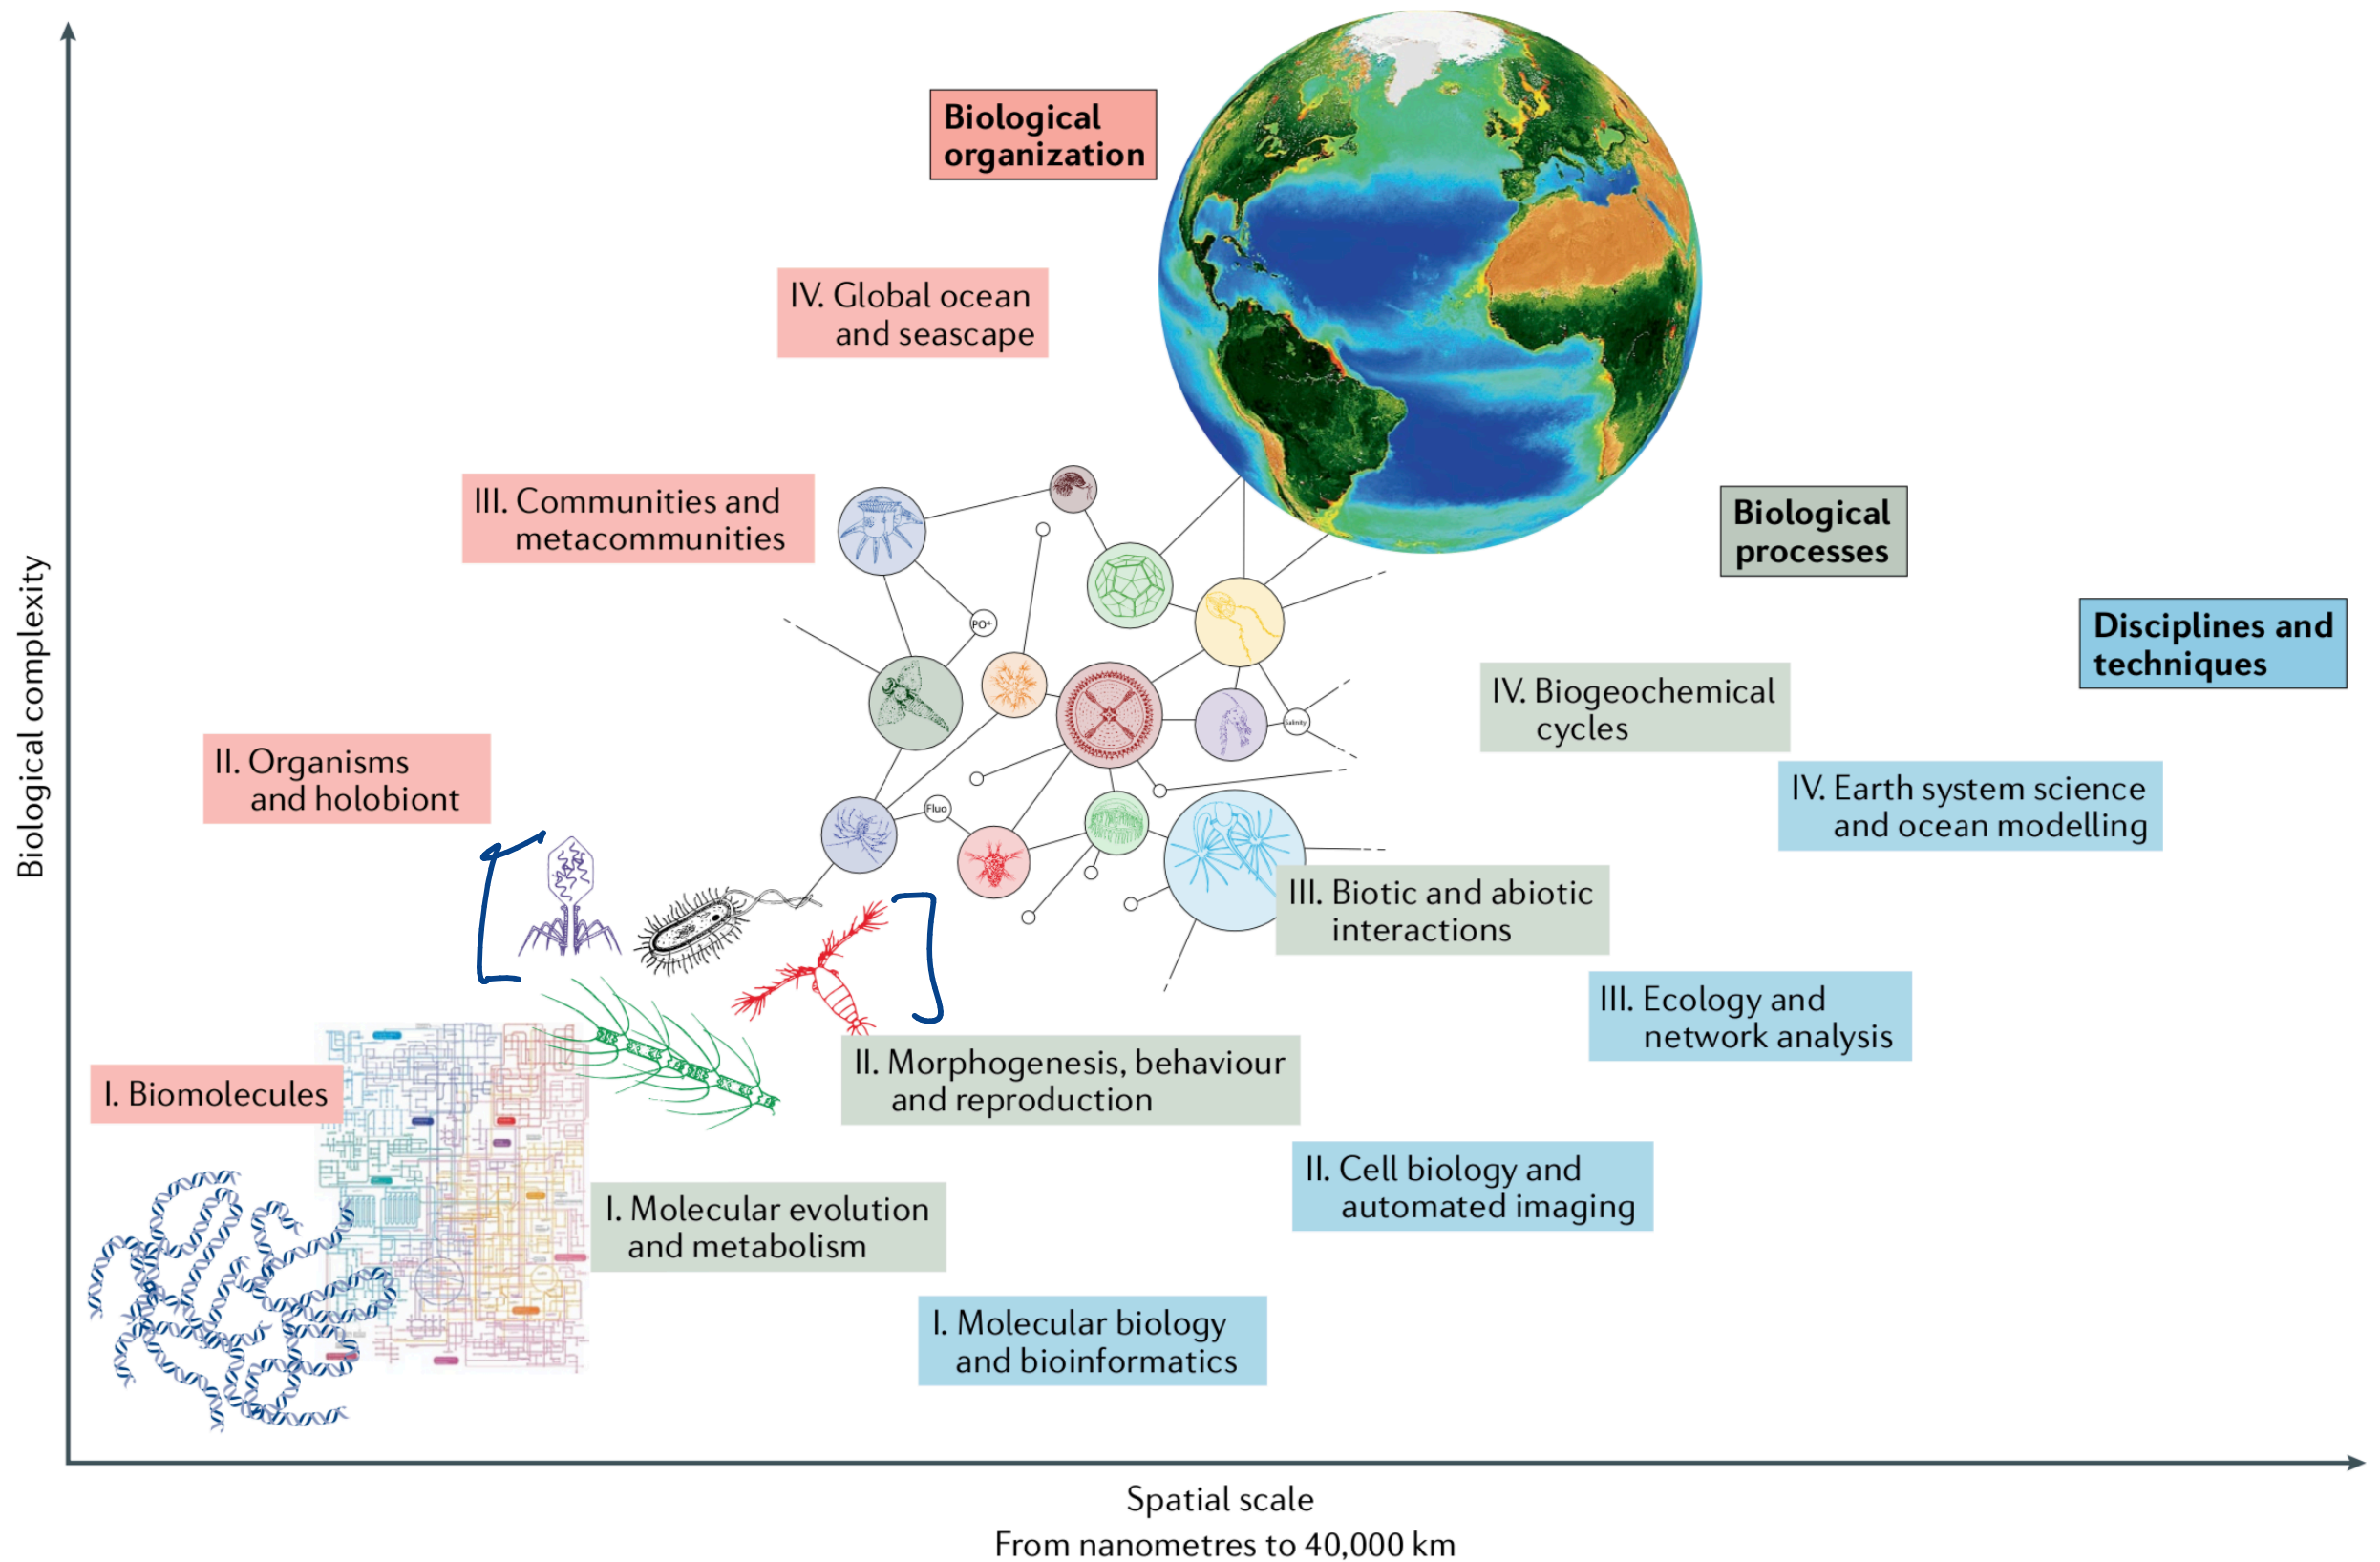 Biological
organization
IV. Global ocean
and seascape
III. Communities and
metacommunities
Biological
processes
Disciplines and
techniques
PO⁴
IV. Biogeochemical
cycles
Salinity
II. Organisms
and holobiont
IV. Earth system science
and ocean modelling
Fluo
III. Biotic and abiotic
interactions
III. Ecology and
network analysis
II. Morphogenesis, behaviour
and reproduction
I. Biomolecules
II. Cell biology and
automated imaging
I. Molecular evolution
and metabolism
I. Molecular biology
and bioinformatics
Biological complexity
Spatial scale
From nanometres to 40,000 km